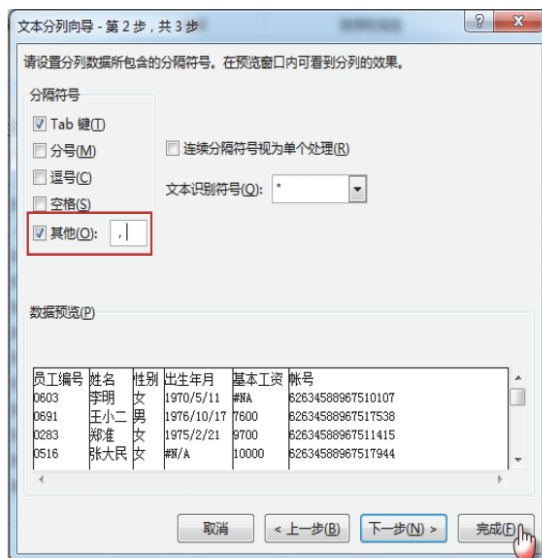 文本分列向导 - 第 2 步，共 3 步
请设置分列数据所包含的分隔符号。在预览窗口内可看到分列的效果。
分隔符号
Tab 键(T)
分号(M)
连续分隔符号视为单个处理(R)
逗号(C)
文本识别符号(Q): "
空格(S)
其他(O): ，
数据预览(P)
员工编号 姓名 性别 出生年月 基本工资 帐号
0603 李明 女 1970/5/11 #NA 62634588967510107
0691 王小二 男 1976/10/17 7600 62634588967517538
0283 郑准 女 1975/2/21 9700 62634588967511415
0516 张大民 女 #N/A 10000 62634588967517944
取消 < 上一步(B) 下一步(N) > 完成(F)